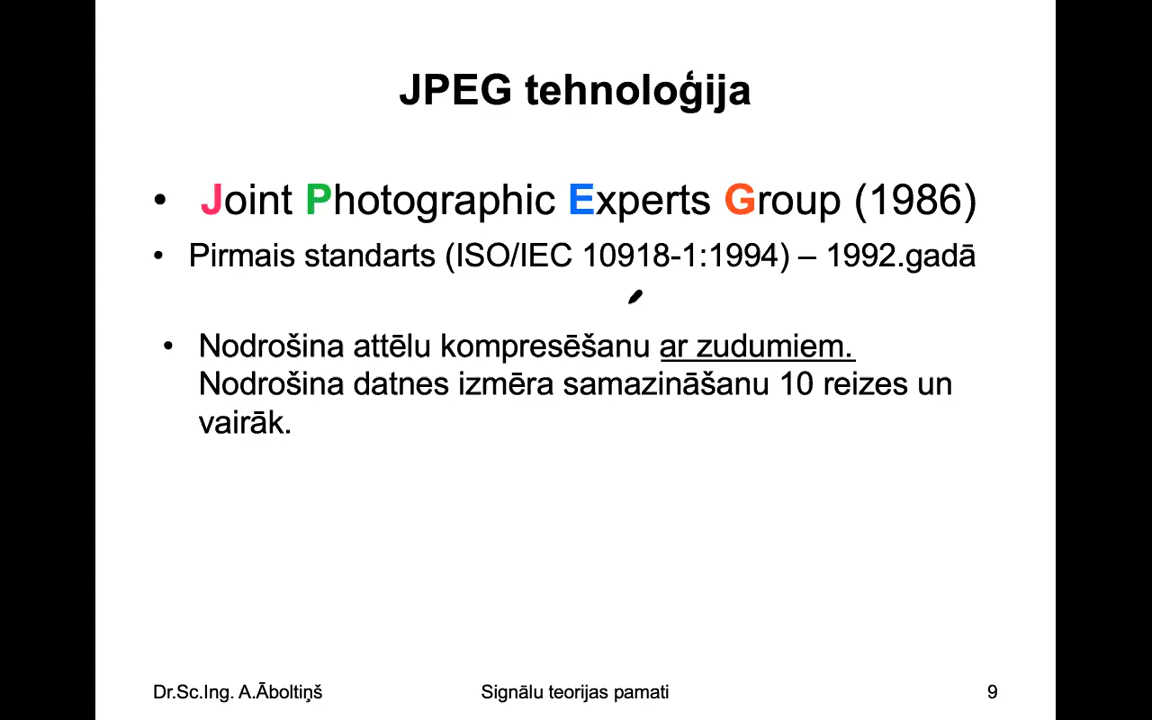 JPEG tehnoloģija
• Joint Photographic Experts Group (1986)
• Pirmais standarts (ISO/IEC 10918-1:1994) – 1992.gadā
• Nodrošina attēlu kompresēšanu ar zudumiem.
Nodrošina datnes izmēra samazināšanu 10 reizes un
vairāk.
Dr.Sc.Ing. A.Āboltiņš
Signālu teorijas pamati
9